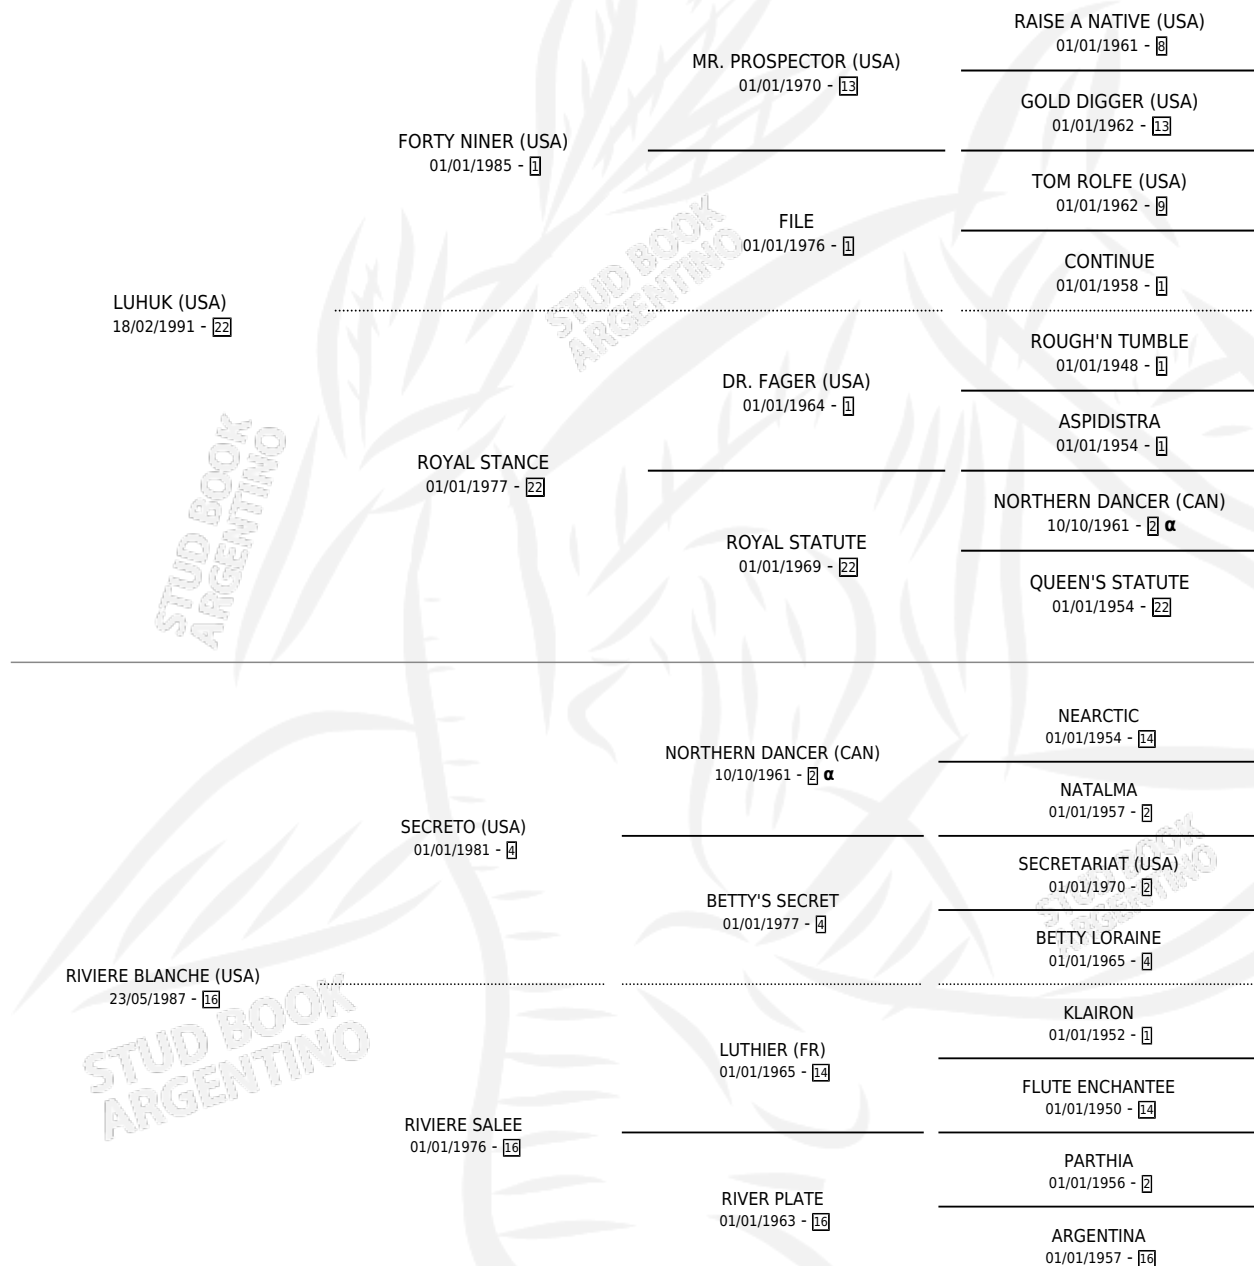 RAISE A NATIVE (USA)
01/01/1961 - 8
MR. PROSPECTOR (USA)
01/01/1970 - 13
GOLD DIGGER (USA)
01/01/1962 - 13
FORTY NINER (USA)
01/01/1985 - 1
TOM ROLFE (USA)
01/01/1962 - 9
FILE
01/01/1976 - 1
CONTINUE
01/01/1958 - 1
LUHUK (USA)
18/02/1991 - 22
ROUGH'N TUMBLE
01/01/1948 - 1
DR. FAGER (USA)
01/01/1964 - 1
ASPIDISTRA
01/01/1954 - 1
ROYAL STANCE
01/01/1977 - 22
NORTHERN DANCER (CAN)
10/10/1961 - 2 α
ROYAL STATUTE
01/01/1969 - 22
QUEEN'S STATUTE
01/01/1954 - 22
NEARCTIC
01/01/1954 - 14
NORTHERN DANCER (CAN)
10/10/1961 - 2 α
NATALMA
01/01/1957 - 2
SECRETO (USA)
01/01/1981 - 4
SECRETARIAT (USA)
01/01/1970 - 2
BETTY'S SECRET
01/01/1977 - 4
BETTY LORAINE
01/01/1965 - 4
RIVIERE BLANCHE (USA)
23/05/1987 - 16
KLAIRON
01/01/1952 - 1
LUTHIER (FR)
01/01/1965 - 14
FLUTE ENCHANTEE
01/01/1950 - 14
RIVIERE SALEE
01/01/1976 - 16
PARTHIA
01/01/1956 - 2
RIVER PLATE
01/01/1963 - 16
ARGENTINA
01/01/1957 - 16
STUD BOOK
ARGENTINO
STUD BOOK
ARGENTINO
STUD BOOK
ARGENTINO
STUD BOOK
ARGENTINO